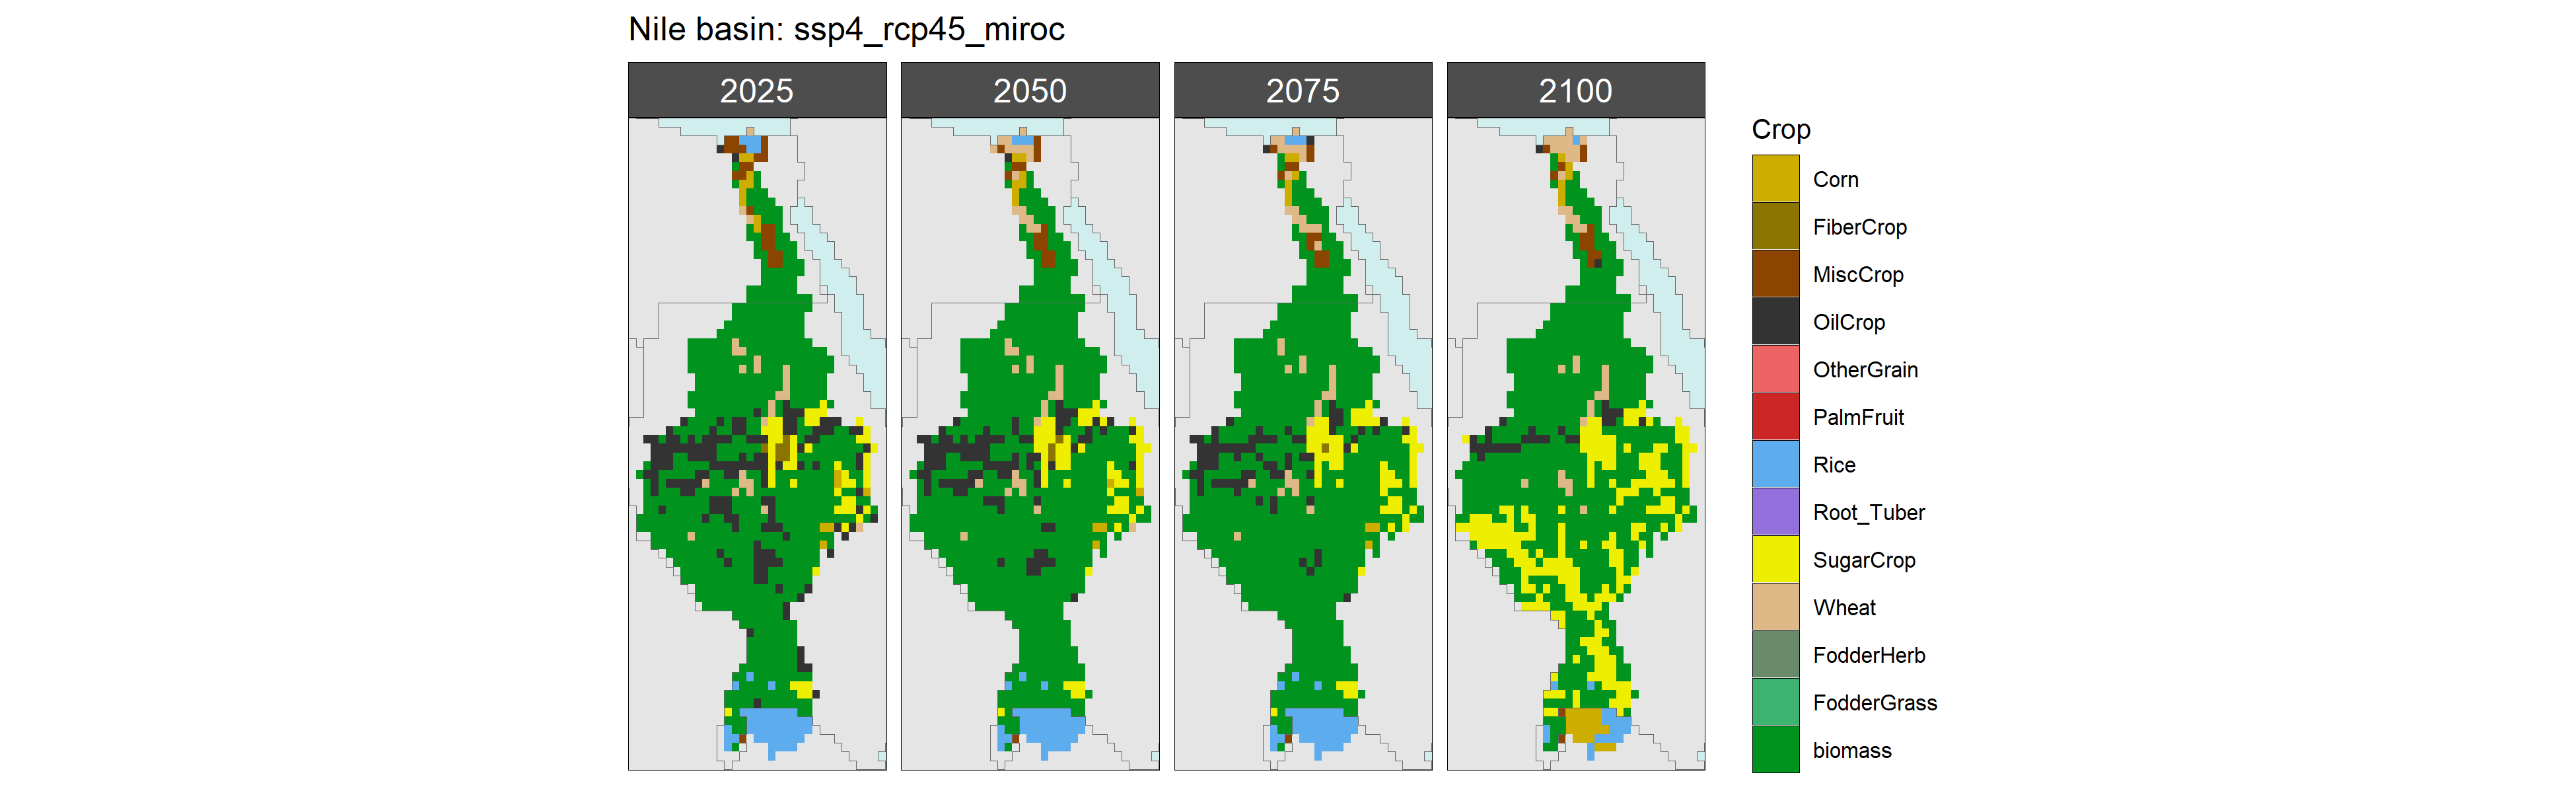 Nile basin: ssp4_rcp45_miroc
2025
2050
2075
2100
Crop
Corn
FiberCrop
MiscCrop
OilCrop
OtherGrain
PalmFruit
Rice
Root_Tuber
SugarCrop
Wheat
FodderHerb
FodderGrass
biomass